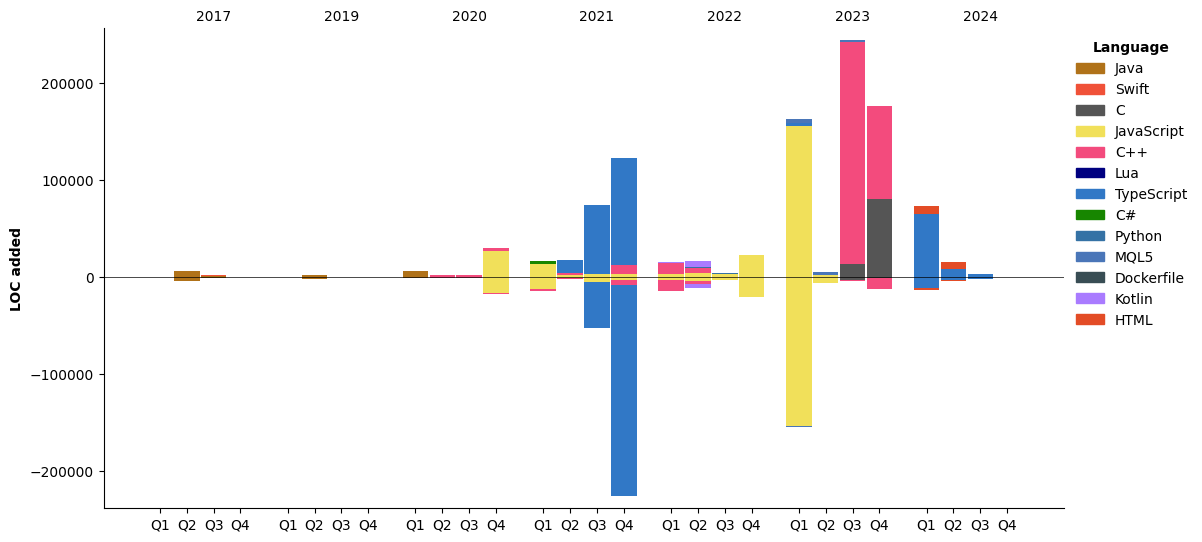 2017 2019 2020 2021 2022 2023 2024
Language
Java
Swift
C
JavaScript
C++
Lua
TypeScript
C#
Python
MQL5
Dockerfile
Kotlin
HTML
LOC added
200000
100000
0
−100000
−200000
Q1 Q2 Q3 Q4 Q1 Q2 Q3 Q4 Q1 Q2 Q3 Q4 Q1 Q2 Q3 Q4 Q1 Q2 Q3 Q4 Q1 Q2 Q3 Q4 Q1 Q2 Q3 Q4